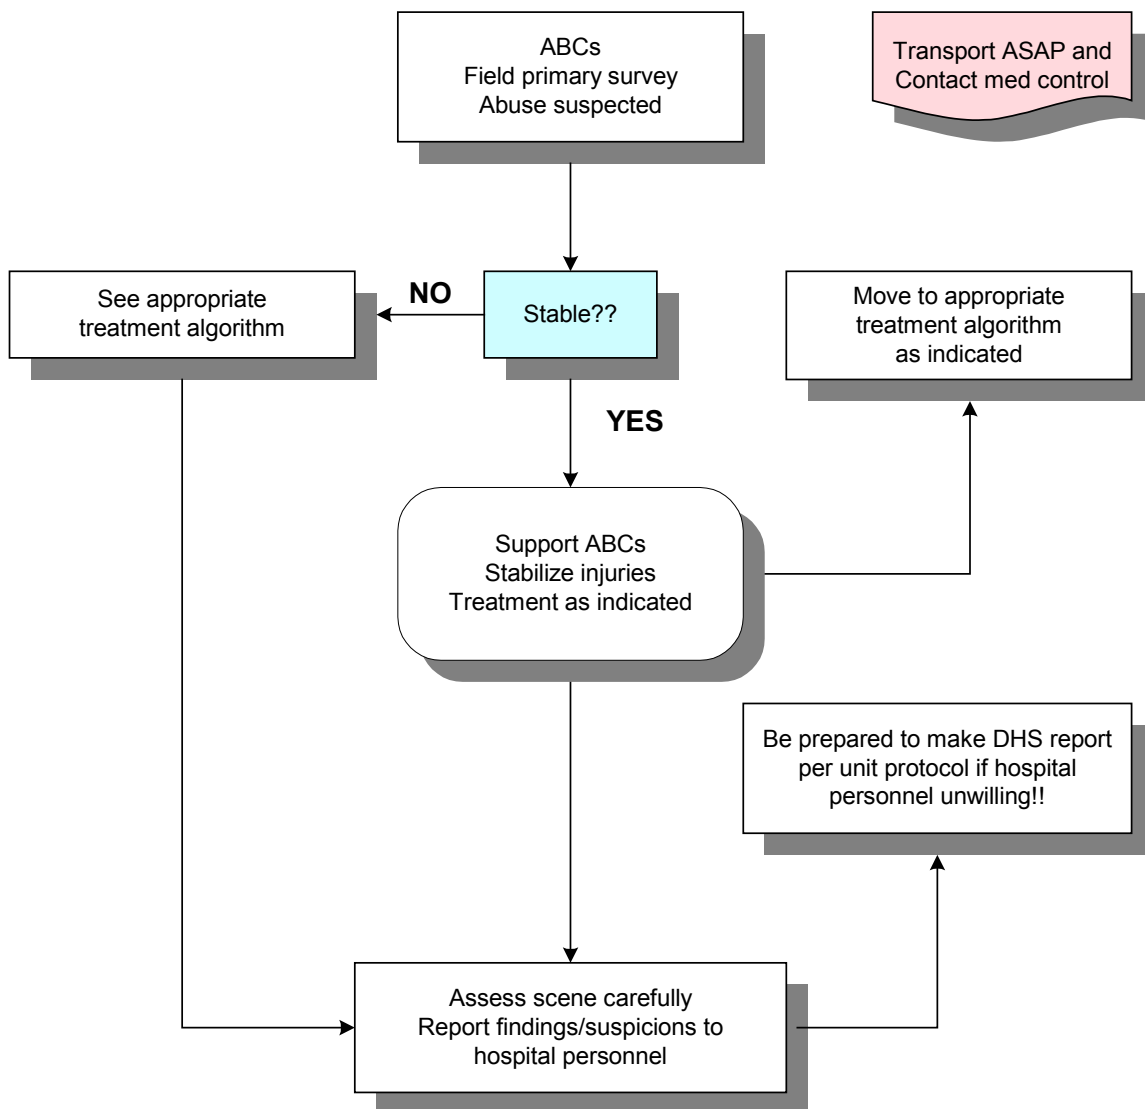 ABCs
Field primary survey
Abuse suspected
Transport ASAP and
Contact med control
See appropriate
treatment algorithm
NO
Stable??
Move to appropriate
treatment algorithm
as indicated
YES
Support ABCs
Stabilize injuries
Treatment as indicated
Be prepared to make DHS report
per unit protocol if hospital
personnel unwilling!!
Assess scene carefully
Report findings/suspicions to
hospital personnel